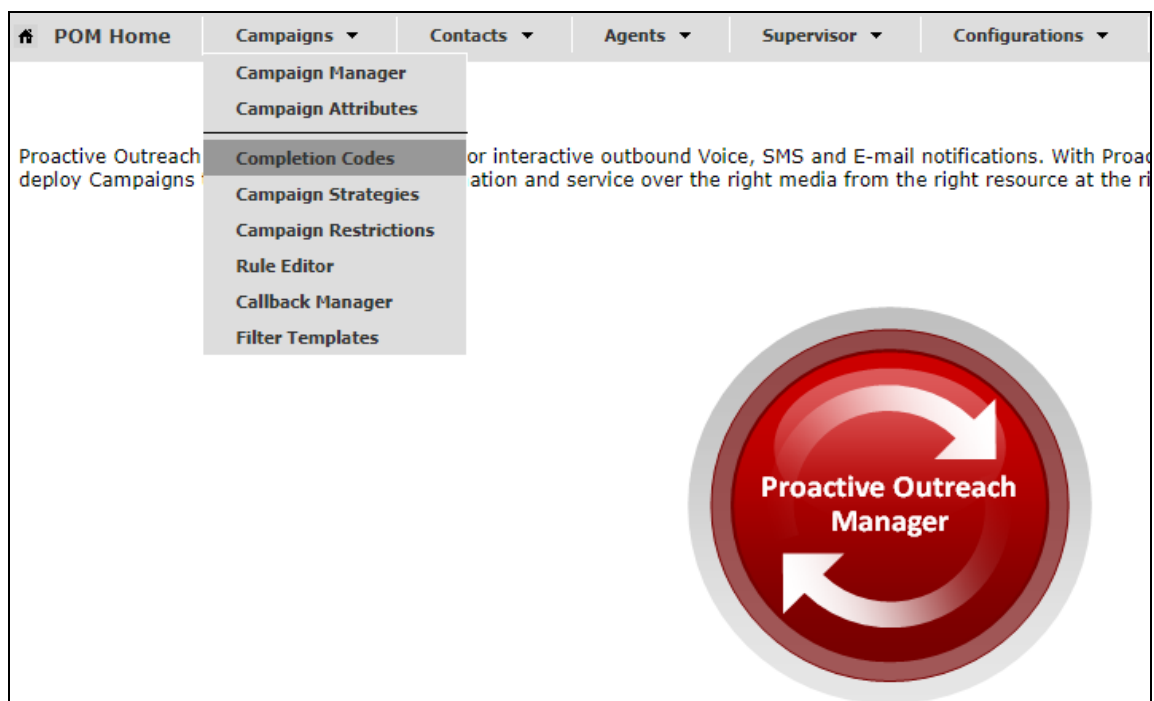 POM Home Campaigns Contacts Agents Supervisor Configurations
Campaign Manager
Campaign Attributes
Completion Codes
Campaign Strategies
Campaign Restrictions
Rule Editor
Callback Manager
Filter Templates
Proactive Outreach or interactive outbound Voice, SMS and E-mail notifications. With
deploy Campaigns ation and service over the right media from the right resource at the
Proactive Outreach
Manager